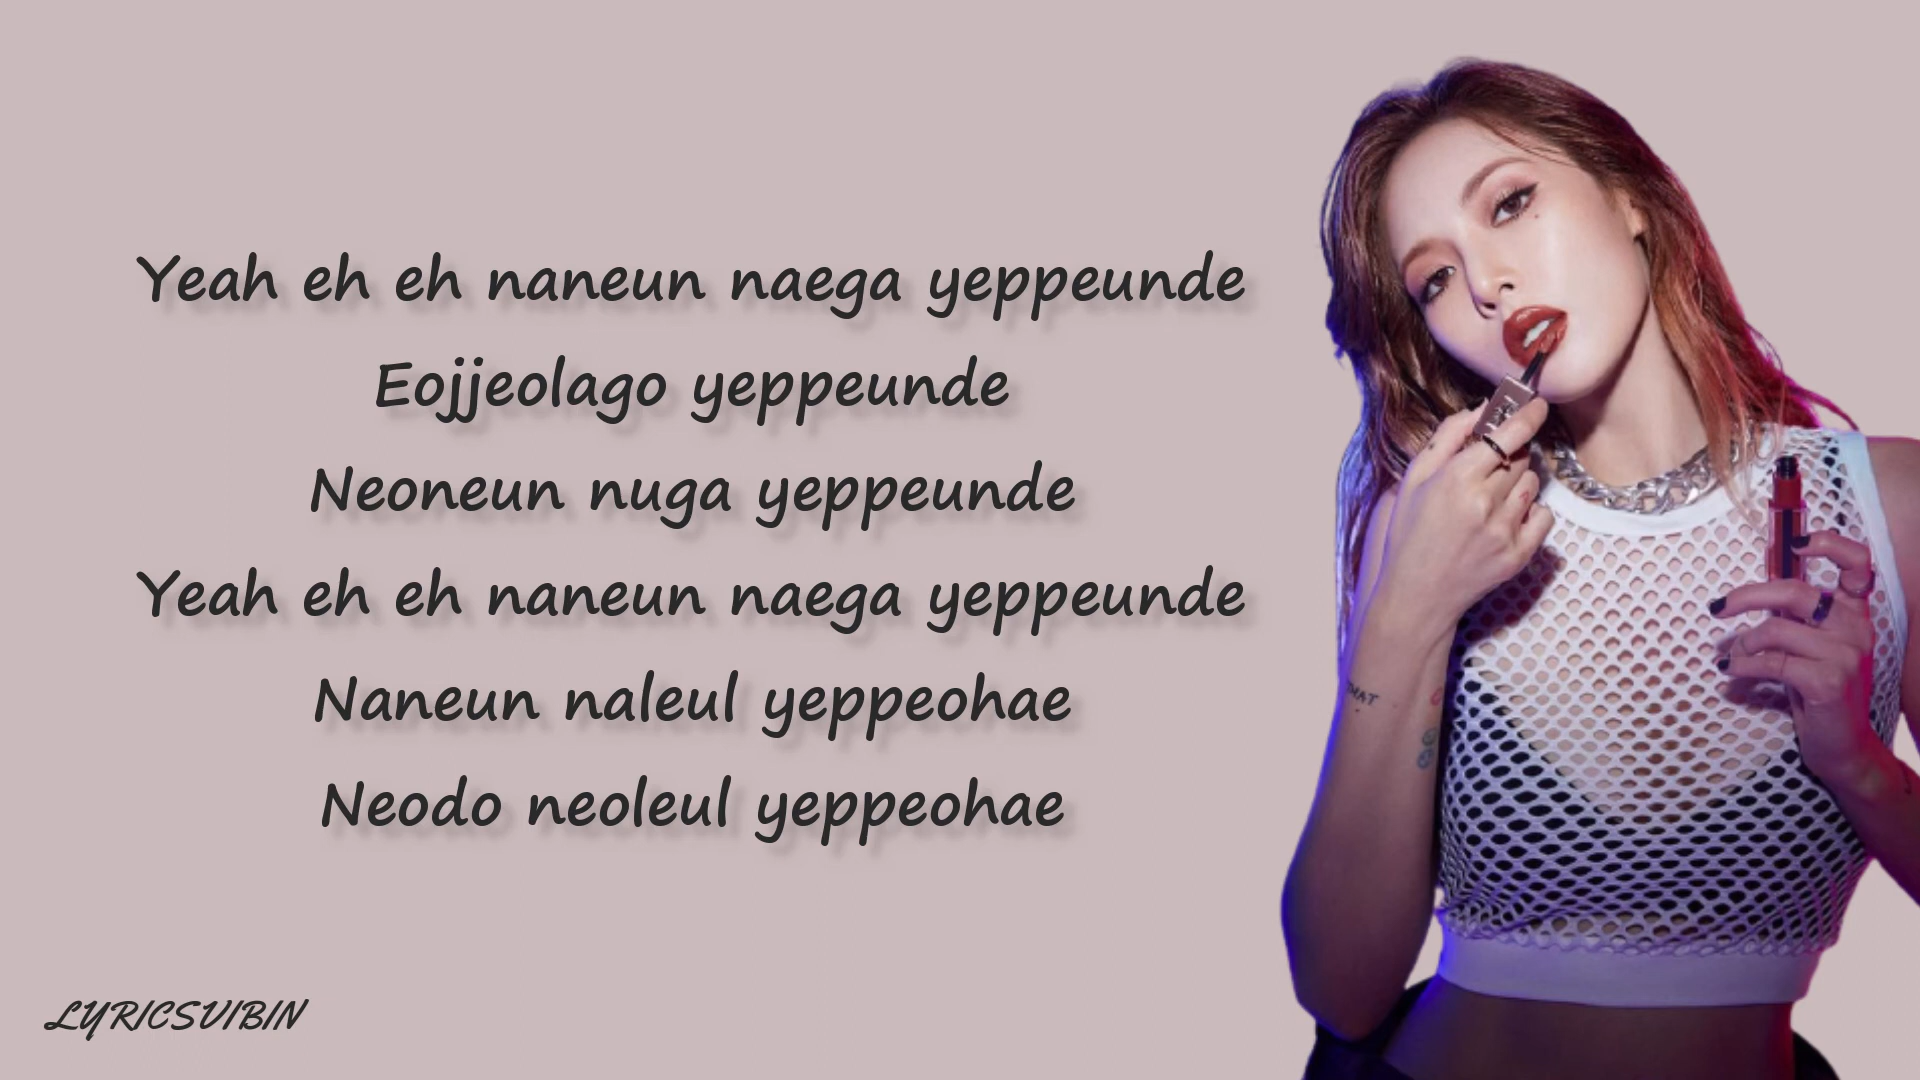 Yeah eh eh naneun naega yeppeunde
Eojjeolago yeppeunde
Neoneun nuga yeppeunde
Yeah eh eh naneun naega yeppeunde
Naneun naleul yeppeohae
Neodo neoleul yeppeohae
LYRICSVIBIN